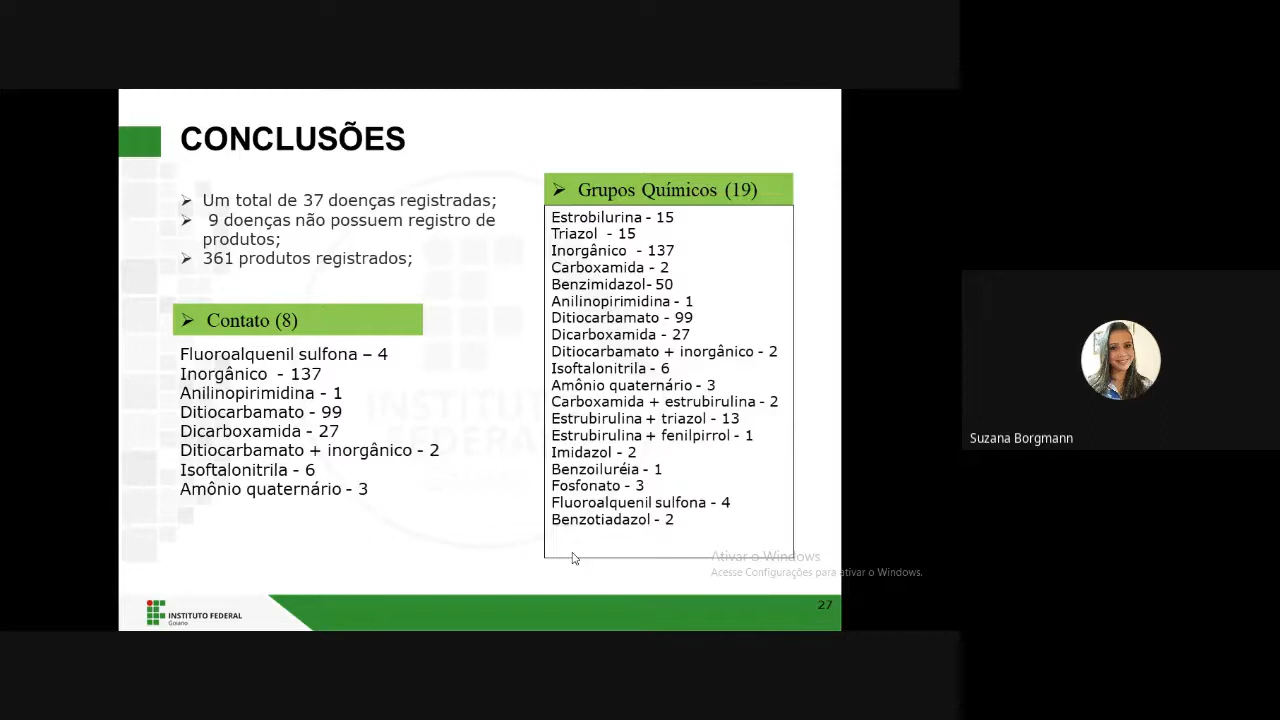 CONCLUSÕES
➢ Um total de 37 doenças registradas;
➢ 9 doenças não possuem registro de
produtos;
➢ 361 produtos registrados;
➢ Contato (8)
Fluoroalquenil sulfona – 4
Inorgânico - 137
Anilinopirimidina - 1
Ditiocarbamato - 99
Dicarboxamida - 27
Ditiocarbamato + inorgânico - 2
Isoftalonitrila - 6
Amônio quaternário - 3
➢ Grupos Químicos (19)
Estrobilurina - 15
Triazol - 15
Inorgânico - 137
Carboxamida - 2
Benzimidazol- 50
Anilinopirimidina - 1
Ditiocarbamato - 99
Dicarboxamida - 27
Ditiocarbamato + inorgânico - 2
Isoftalonitrila - 6
Amônio quaternário - 3
Carboxamida + estrubirulina - 2
Estrubirulina + triazol - 13
Estrubirulina + fenilpirrol - 1
Imidazol - 2
Benzoiluréia - 1
Fosfonato - 3
Fluoroalquenil sulfona - 4
Benzotiadazol - 2
INSTITUTO
FEDERAL
Ativar o Windows
Acesse Configurações para ativar o Windows.
INSTITUTO FEDERAL
Goiano
27
Suzana Borgmann